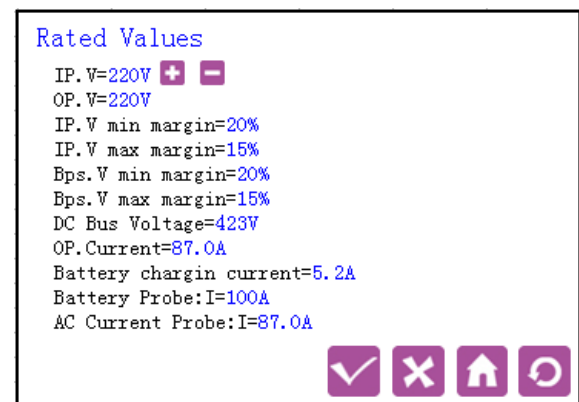 Rated Values
IP.V=220V
OP.V=220V
IP.V min margin=20%
IP.V max margin=15%
Bps.V min margin=20%
Bps.V max margin=15%
DC Bus Voltage=423V
OP.Current=87.0A
Battery chargin current=5.2A
Battery Probe:I=100A
AC Current Probe:I=87.0A